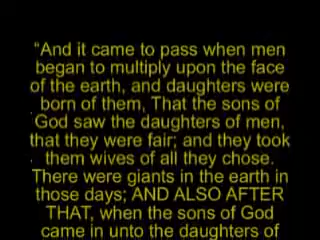 “And it came to pass when men
began to multiply upon the face
of the earth, and daughters were
born of them, That the sons of
God saw the daughters of men,
that they were fair; and they took
them wives of all they chose.
There were giants in the earth in
those days; AND ALSO AFTER
THAT, when the sons of God
came in unto the daughters of